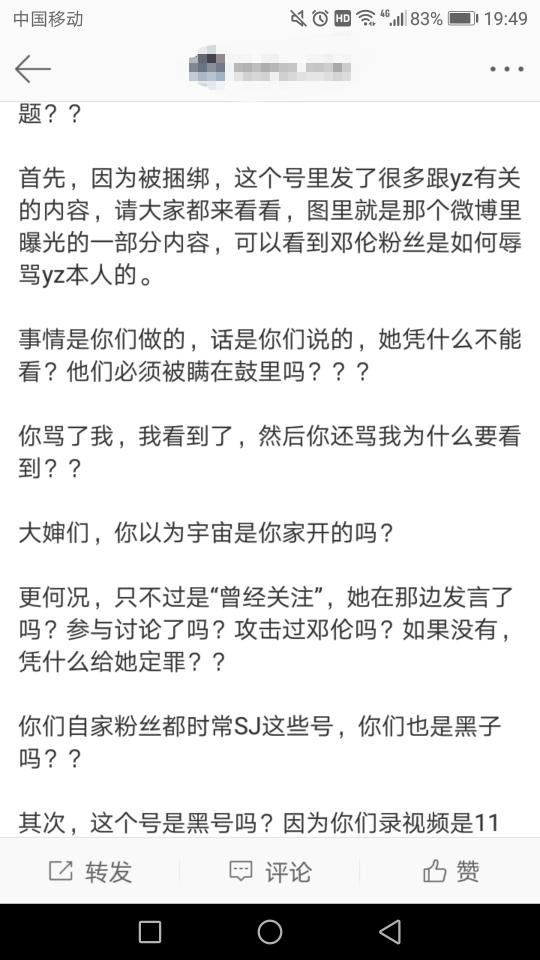 中国移动
HD
4G
83%
19:49
题？？
首先，因为被捆绑，这个号里发了很多跟yz有关
的内容，请大家都来看看，图里就是那个微博里
曝光的一部分内容，可以看到邓伦粉丝是如何辱
骂yz本人的。
事情是你们做的，话是你们说的，她凭什么不能
看？他们必须被瞒在鼓里吗？？？
你骂了我，我看到了，然后你还骂我为什么要看
到？？
大婶们，你以为宇宙是你家开的吗？
更何况，只不过是“曾经关注”，她在那边发言了
吗？参与讨论了吗？攻击过邓伦吗？如果没有，
凭什么给她定罪？？
你们自家粉丝都时常SJ这些号，你们也是黑子
吗？？
其次，这个号是黑号吗？因为你们录视频是11
转发
评论
赞